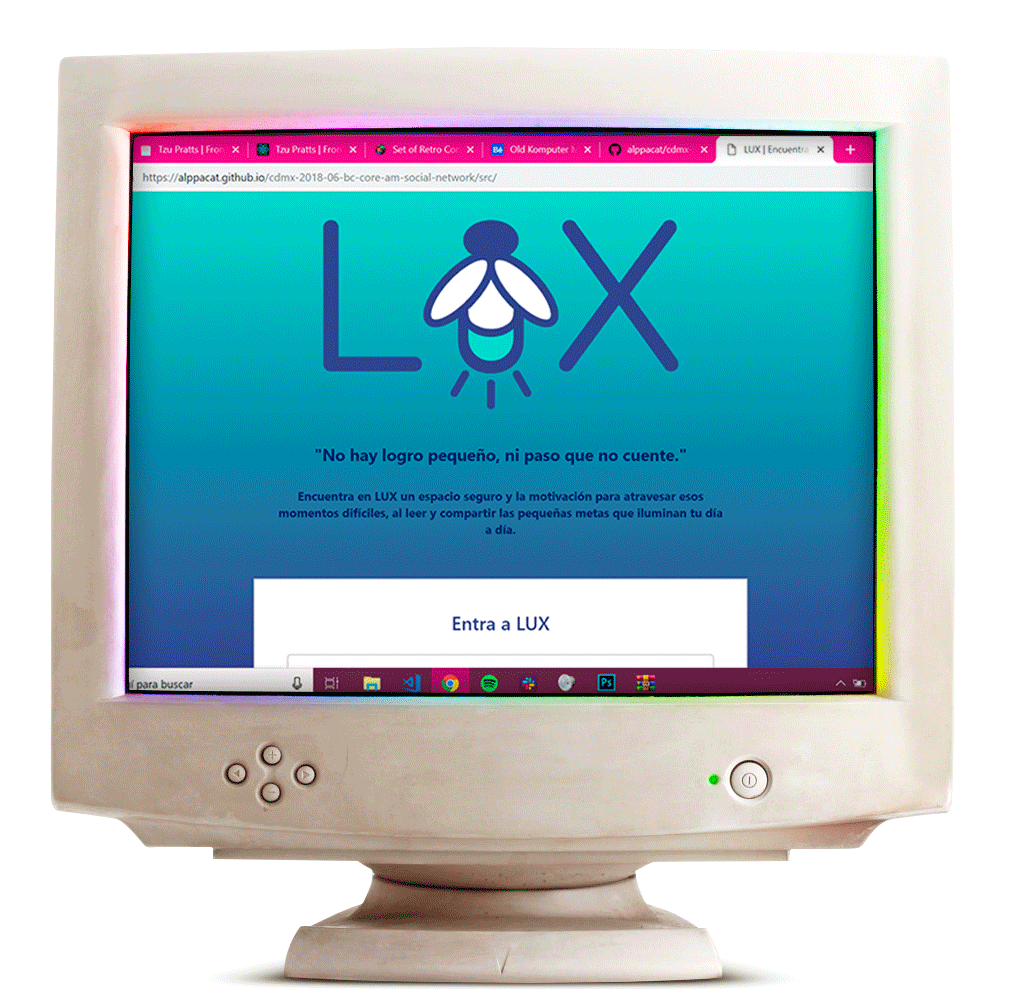 Tzu Pratts | Fron
Tzu Pratts | Fron
Set of Retro Co
Old Komputer
alppacat/cdmx-
LUX | Encuentra
https://alppacat.github.io/cdmx-2018-06-bc-core-am-social-network/src/
LUX
"No hay logro pequeño, ni paso que no cuente."
Encuentra en LUX un espacio seguro y la motivación para atravesar esos
momentos difíciles, al leer y compartir las pequeñas metas que iluminan tu día
a día.
Entra a LUX
í para buscar
Ps